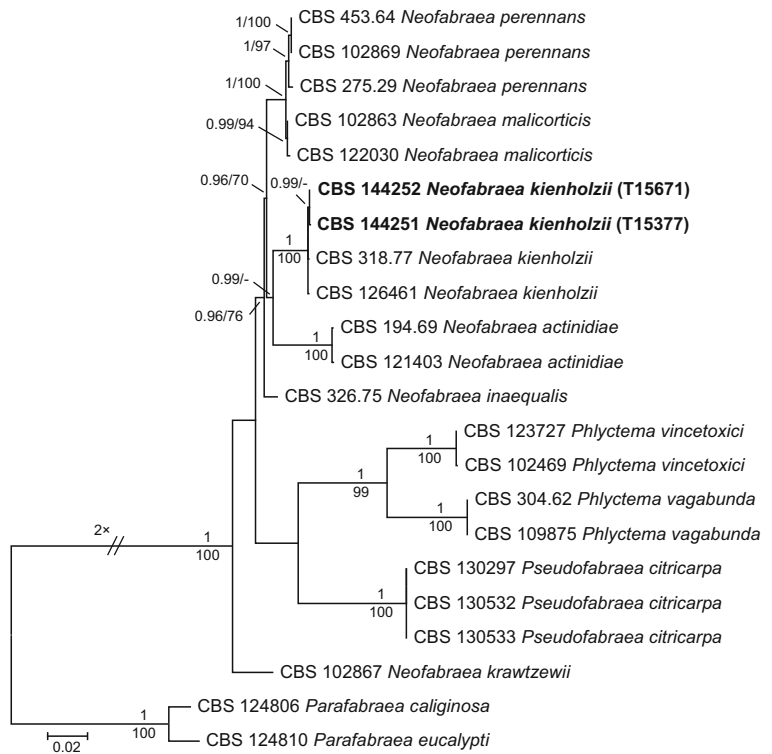 1/100
CBS 453.64 Neofabraea perennans
1/97
CBS 102869 Neofabraea perennans
1/100
CBS 275.29 Neofabraea perennans
0.99/94
CBS 102863 Neofabraea malicorticis
CBS 122030 Neofabraea malicorticis
0.96/70
0.99/-
CBS 144252 Neofabraea kienholzii (T15671)
CBS 144251 Neofabraea kienholzii (T15377)
1
100
CBS 318.77 Neofabraea kienholzii
0.99/-
CBS 126461 Neofabraea kienholzii
0.96/76
CBS 194.69 Neofabraea actinidiae
1
100
CBS 121403 Neofabraea actinidiae
CBS 326.75 Neofabraea inaequalis
CBS 123727 Phlyctema vincetoxici
1
100
CBS 102469 Phlyctema vincetoxici
1
99
CBS 304.62 Phlyctema vagabunda
1
100
CBS 109875 Phlyctema vagabunda
2×
1
100
CBS 130297 Pseudofabraea citricarpa
1
100
CBS 130532 Pseudofabraea citricarpa
CBS 130533 Pseudofabraea citricarpa
CBS 102867 Neofabraea krawtzewii
CBS 124806 Parafabraea caliginosa
1
100
CBS 124810 Parafabraea eucalypti
0.02